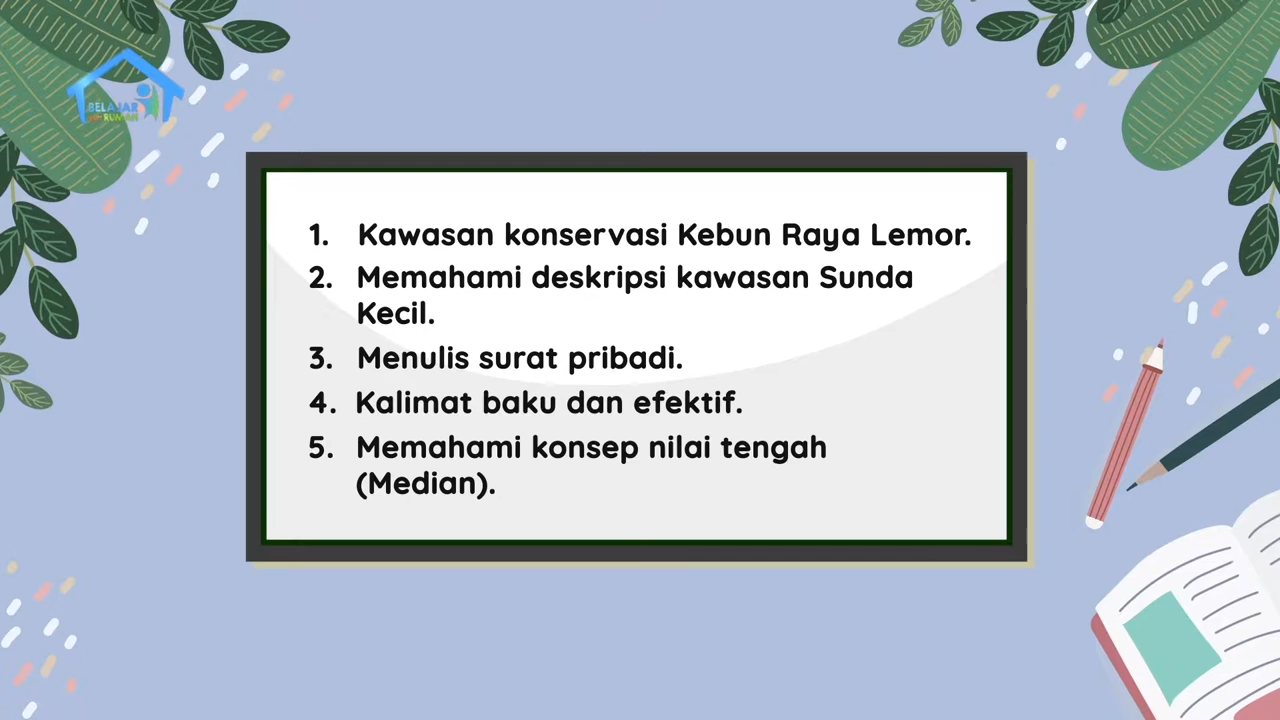 BELAJAR
RUMAH
1. Kawasan konservasi Kebun Raya Lemor.
2. Memahami deskripsi kawasan Sunda
Kecil.
3. Menulis surat pribadi.
4. Kalimat baku dan efektif.
5. Memahami konsep nilai tengah
(Median).